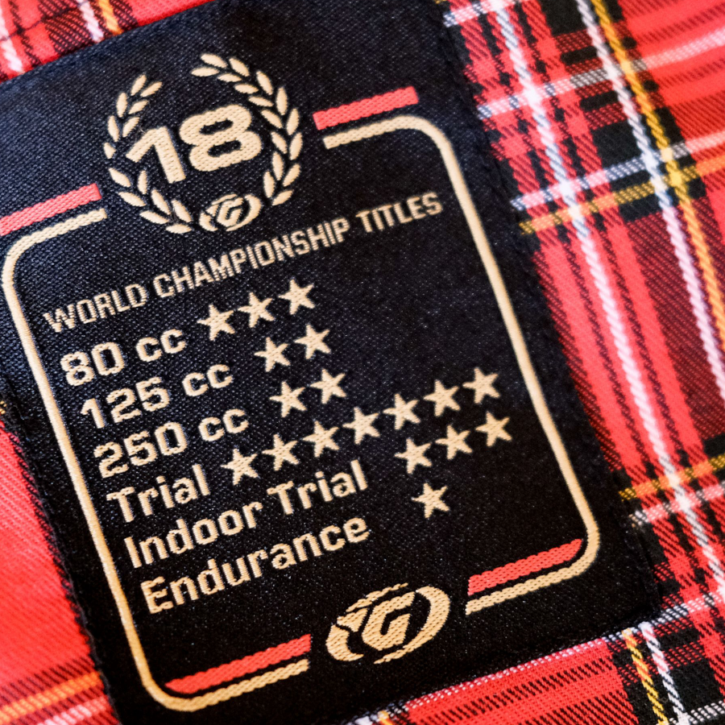 18
WORLD CHAMPIONSHIP TITLES
80 cc ★★★
125 cc ★★
250 cc ★★
Trial ★★★★★★★
Indoor Trial ★★★
Endurance ★